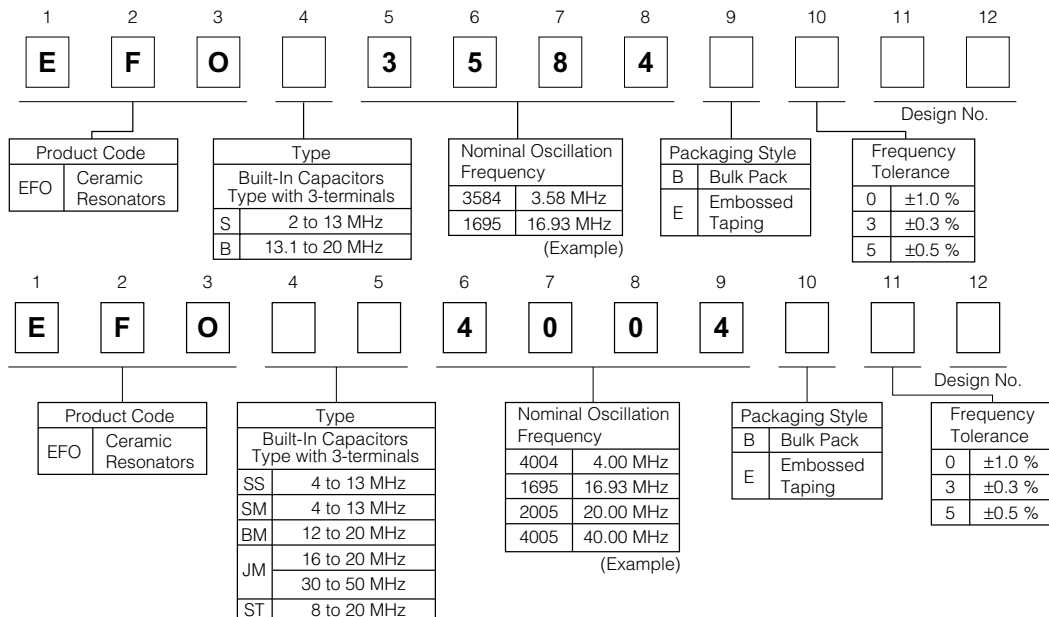 1 2 3 4 5 6 7 8 9 10 11 12
E F O 3 5 8 4
Design No.
Product Code
EFO Ceramic
Resonators
Type
Built-In Capacitors
Type with 3-terminals
S 2 to 13 MHz
B 13.1 to 20 MHz
Nominal Oscillation
Frequency
3584 3.58 MHz
1695 16.93 MHz
(Example)
Packaging Style
B Bulk Pack
E Embossed
Taping
Frequency
Tolerance
0 ±1.0 %
3 ±0.3 %
5 ±0.5 %
1 2 3 4 5 6 7 8 9 10 11 12
E F O 4 0 0 4
Design No.
Product Code
EFO Ceramic
Resonators
Type
Built-In Capacitors
Type with 3-terminals
SS 4 to 13 MHz
SM 4 to 13 MHz
BM 12 to 20 MHz
JM 16 to 20 MHz
30 to 50 MHz
ST 8 to 20 MHz
Nominal Oscillation
Frequency
4004 4.00 MHz
1695 16.93 MHz
2005 20.00 MHz
4005 40.00 MHz
(Example)
Packaging Style
B Bulk Pack
E Embossed
Taping
Frequency
Tolerance
0 ±1.0 %
3 ±0.3 %
5 ±0.5 %